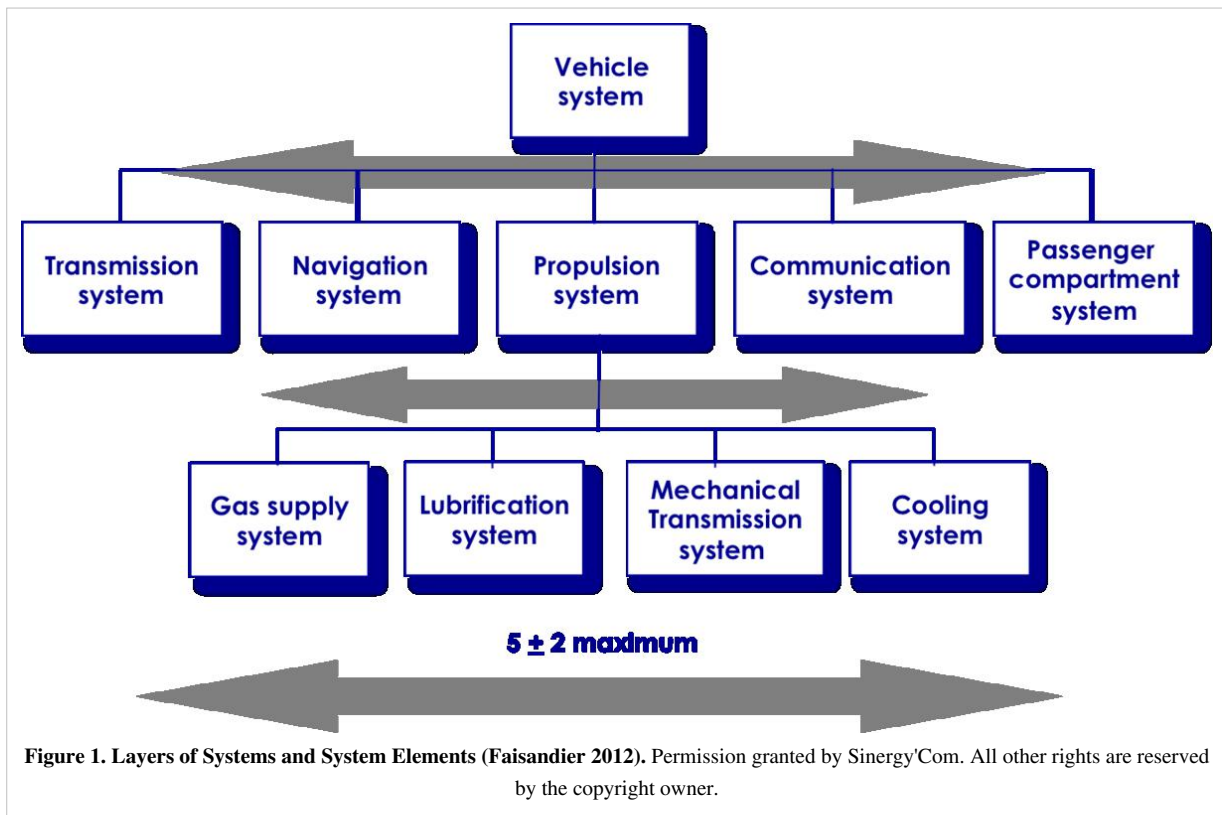 Vehicle
system
Transmission
system
Navigation
system
Propulsion
system
Communication
system
Passenger
compartment
system
Gas supply
system
Lubrification
system
Mechanical
Transmission
system
Cooling
system
5 ± 2 maximum
Figure 1. Layers of Systems and System Elements (Faisandier 2012). Permission granted by Sinergy'Com. All other rights are reserved
by the copyright owner.